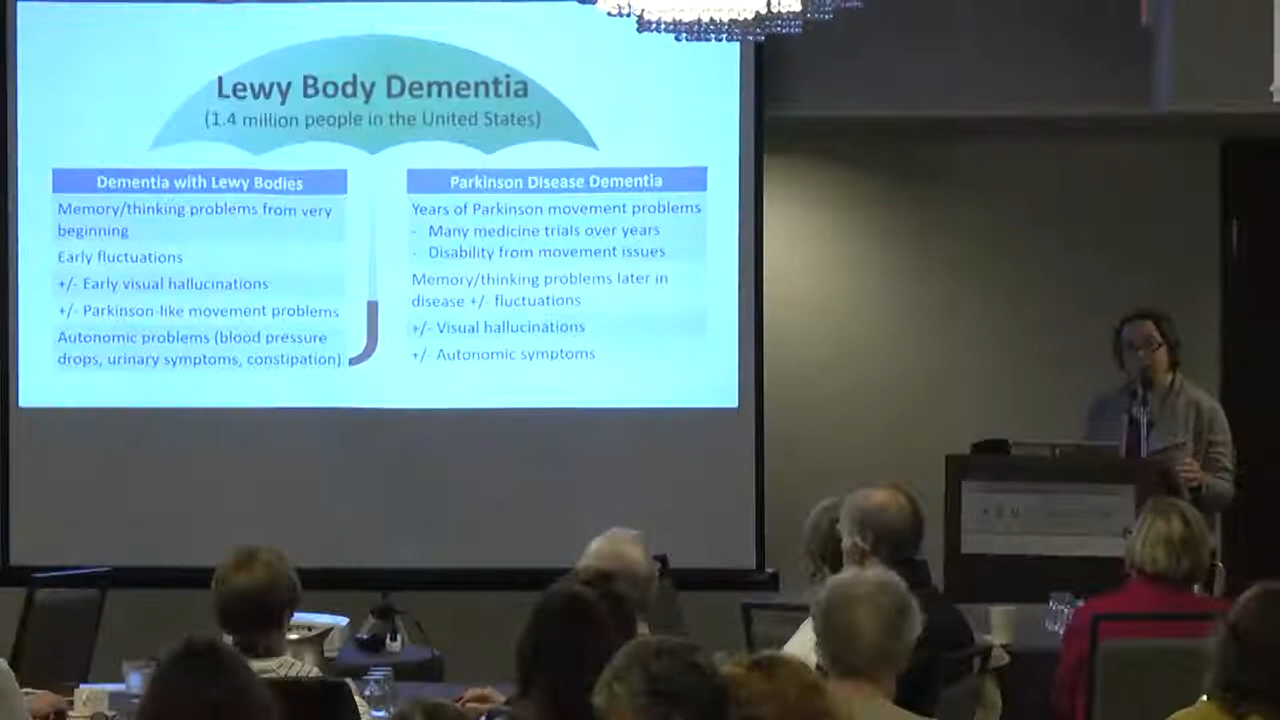 Lewy Body Dementia
(1.4 million people in the United States)
Dementia with Lewy Bodies
Memory/thinking problems from very
beginning
Early fluctuations
+/- Early visual hallucinations
+/- Parkinson-like movement problems
Autonomic problems (blood pressure
drops, urinary symptoms, constipation)
Parkinson Disease Dementia
Years of Parkinson movement problems
- Many medicine trials over years
- Disability from movement issues
Memory/thinking problems later in
disease +/- fluctuations
+/- Visual hallucinations
+/- Autonomic symptoms